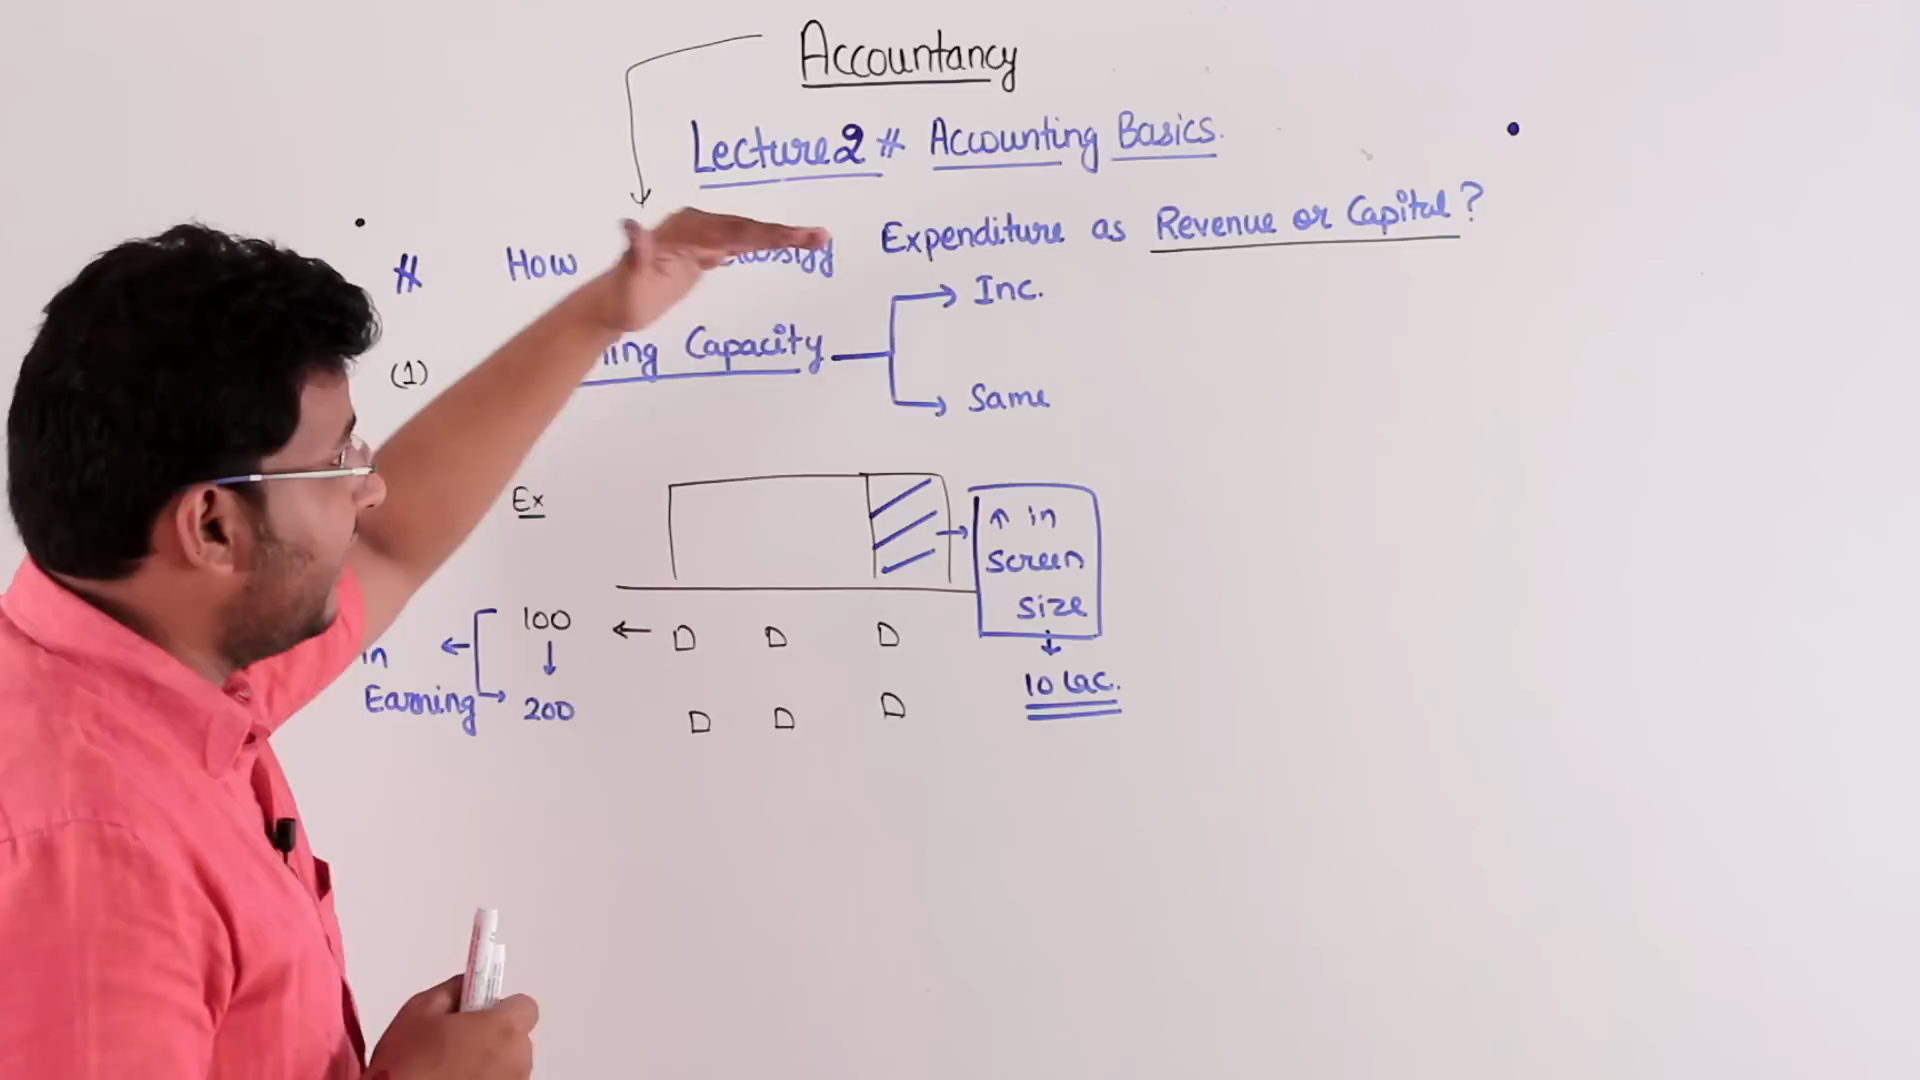 Accountancy
Lecture 2 # Accounting Basics.
# How Classify Expenditure as Revenue or Capital?
Inc.
(1) ning Capacity
Same
Ex
↑ in
Screen
Size
100
in
Earning
200
10 Lac.